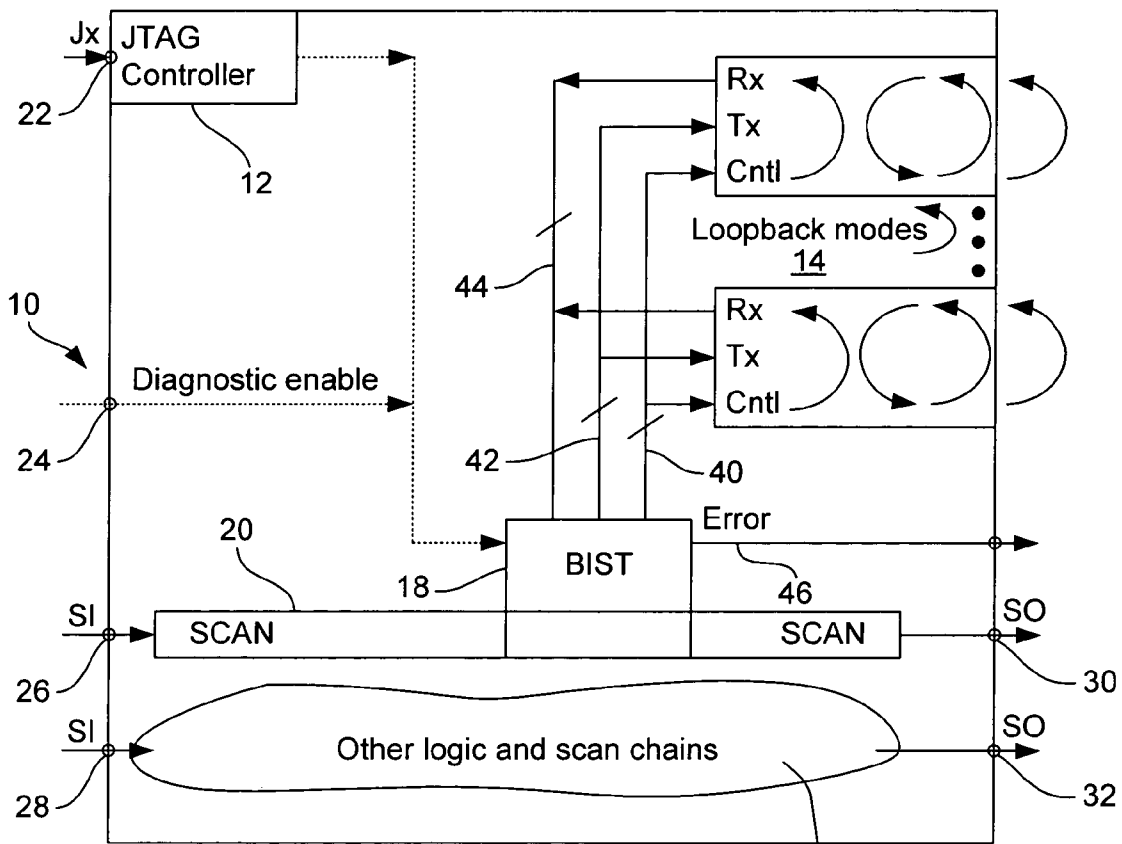 Jx
JTAG
Controller
22
12
Rx
Tx
Cntl
Loopback modes
14
44
10
Rx
Tx
Cntl
Diagnostic enable
24
42
40
20
18
BIST
Error
46
SI
SCAN
SCAN
SO
26
30
SI
Other logic and scan chains
SO
28
32